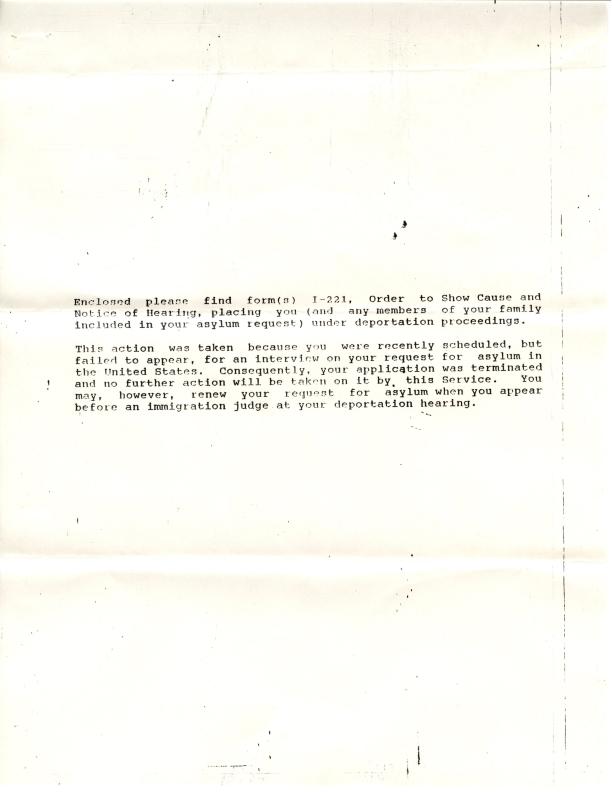 Enclosed please find form(s) I-221, Order to Show Cause and
Notice of Hearing, placing you (and any members of your family
included in your asylum request) under deportation proceedings.
This action was taken because you were recently scheduled, but
failed to appear, for an interview on your request for asylum in
the United States. Consequently, your application was terminated
and no further action will be taken on it by this Service. You
may, however, renew your request for asylum when you appear
before an immigration judge at your deportation hearing.